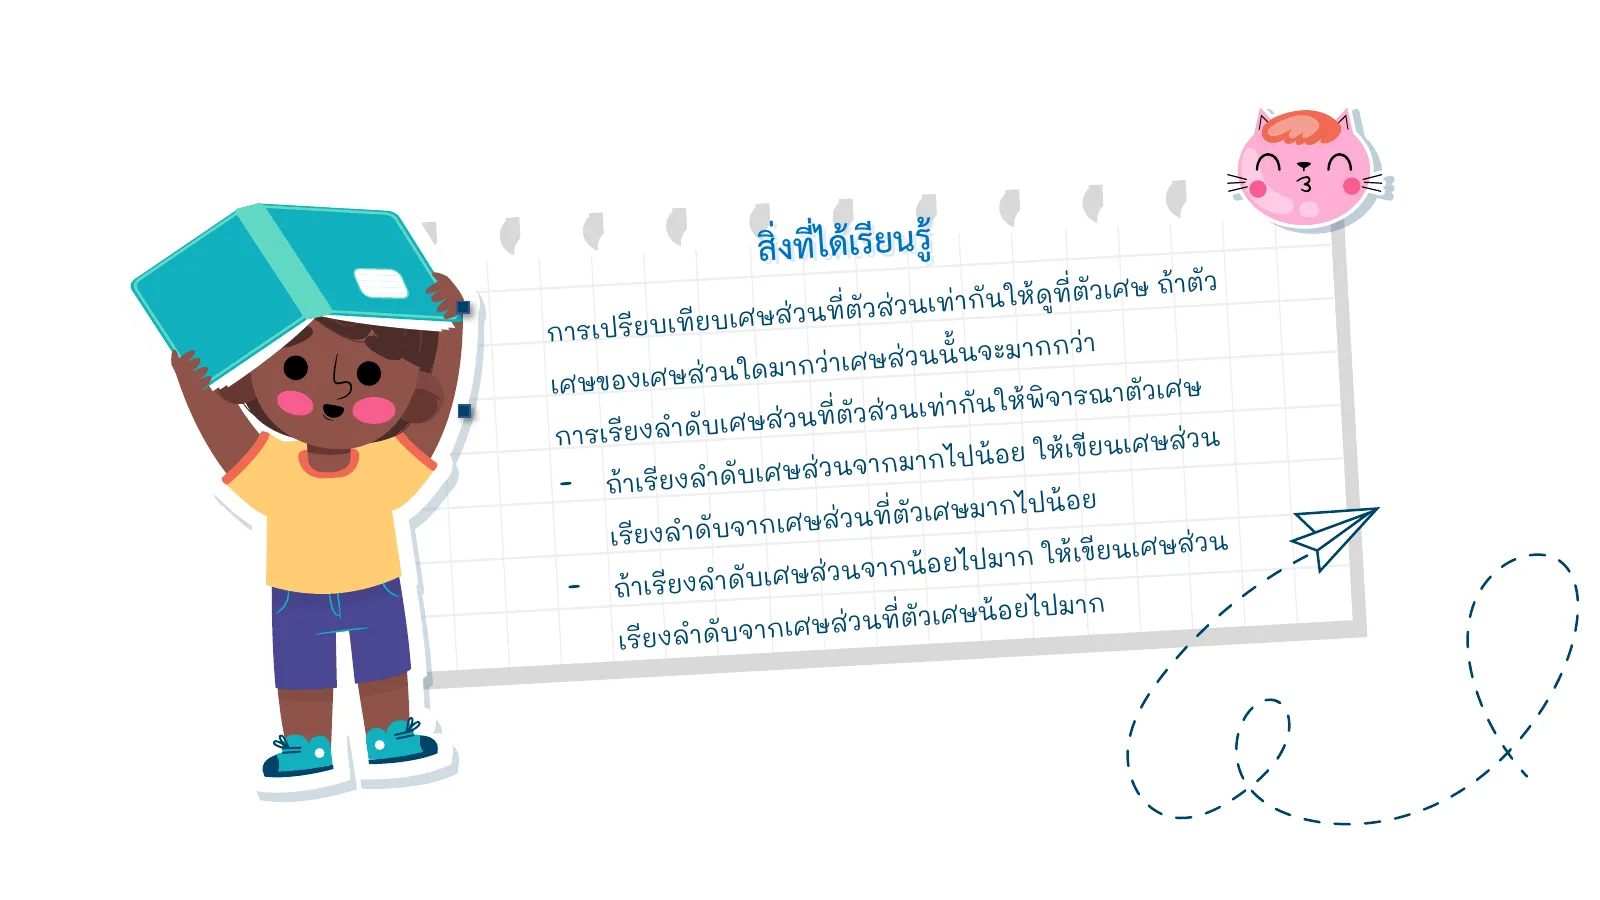 สิ่งที่ได้เรียนรู้
การเปรียบเทียบเศษส่วนที่ตัวส่วนเท่ากันให้ดูที่ตัวเศษ ถ้าตัว
เศษของเศษส่วนใดมากว่าเศษส่วนนั้นจะมากกว่า
การเรียงลำดับเศษส่วนที่ตัวส่วนเท่ากันให้พิจารณาตัวเศษ
- ถ้าเรียงลำดับเศษส่วนจากมากไปน้อย ให้เขียนเศษส่วน
เรียงลำดับจากเศษส่วนที่ตัวเศษมากไปน้อย
- ถ้าเรียงลำดับเศษส่วนจากน้อยไปมาก ให้เขียนเศษส่วน
เรียงลำดับจากเศษส่วนที่ตัวเศษน้อยไปมาก